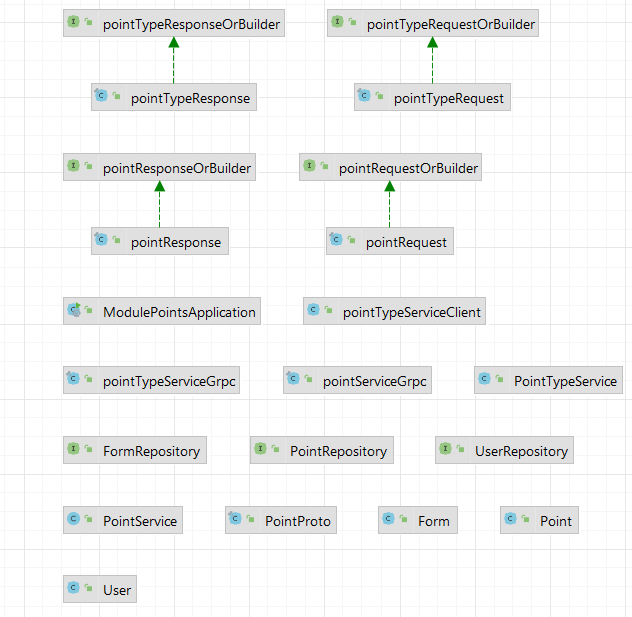 pointTypeResponseOrBuilder pointTypeRequestOrBuilder
pointTypeResponse pointTypeRequest
pointResponseOrBuilder pointRequestOrBuilder
pointResponse pointRequest
ModulePointsApplication pointTypeServiceClient
pointTypeServiceGrpc pointServiceGrpc PointTypeService
FormRepository PointRepository UserRepository
PointService PointProto Form Point
User